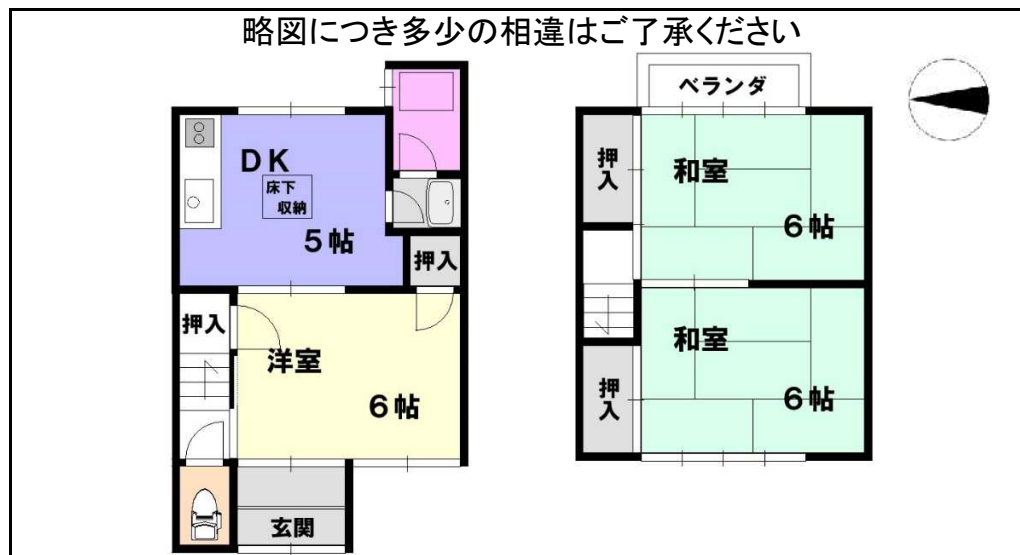 略図につき多少の相違はご了承ください
DK
床下
収納
5帖
押入
押入
洋室
6帖
玄関
ベランダ
押入
和室
6帖
和室
押入
6帖